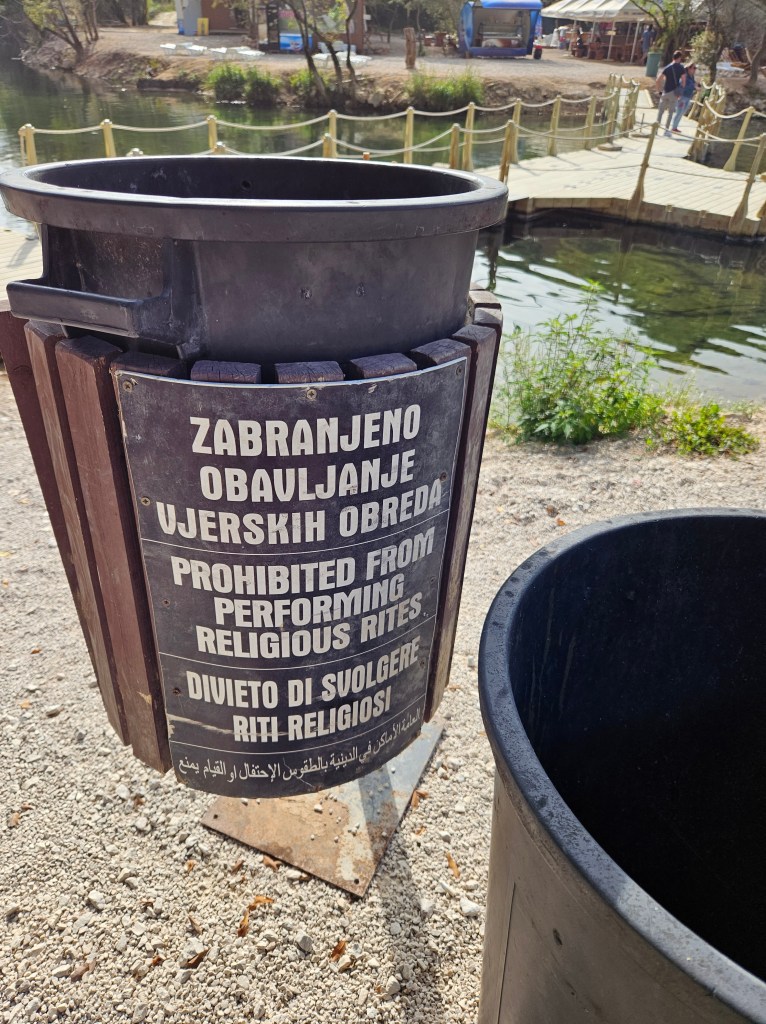 ZABRANJENO
OBAVLJANJE
VJERSKIH OBREDA
PROHIBITED FROM
PERFORMING
RELIGIOUS RITES
DIVIETO DI SVOLGERE
RITI RELIGIOSI
العامة الأماكن في الدينية بالطقوس الإحتفال او القيام يمنع